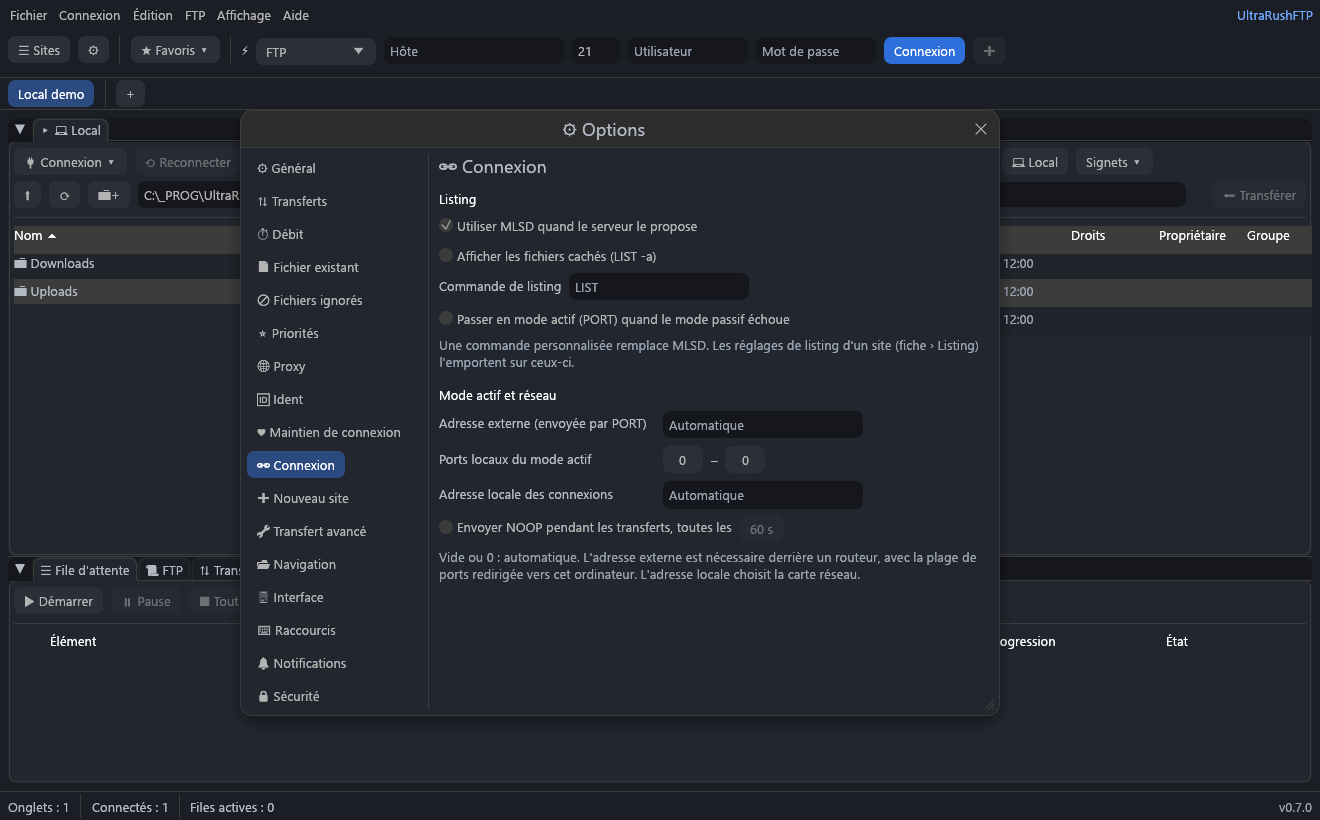 Fichier Connexion Édition FTP Affichage Aide UltraRushFTP
Sites Favoris FTP Hôte 21 Utilisateur Mot de passe Connexion +
Local demo +
Local
Options
Connexion Reconnecter Local Signets
C:\_PROG\UltraR Transférer
Nom Droits Propriétaire Groupe
Downloads 12:00
Uploads 12:00
12:00
Général
Transferts
Débit
Fichier existant
Fichiers ignorés
Priorités
Proxy
Ident
Maintien de connexion
Connexion
Nouveau site
Transfert avancé
Navigation
Interface
Raccourcis
Notifications
Sécurité
Connexion
Listing
Utiliser MLSD quand le serveur le propose
Afficher les fichiers cachés (LIST -a)
Commande de listing LIST
Passer en mode actif (PORT) quand le mode passif échoue
Une commande personnalisée remplace MLSD. Les réglages de listing d'un site (fiche › Listing)
l'emportent sur ceux-ci.
Mode actif et réseau
Adresse externe (envoyée par PORT) Automatique
Ports locaux du mode actif 0 – 0
Adresse locale des connexions Automatique
Envoyer NOOP pendant les transferts, toutes les 60 s
Vide ou 0 : automatique. L'adresse externe est nécessaire derrière un routeur, avec la plage de
ports redirigée vers cet ordinateur. L'adresse locale choisit la carte réseau.
File d'attente FTP Trans
Démarrer Pause Tout
Élément ogression État
Onglets : 1 Connectés : 1 Files actives : 0 v0.7.0